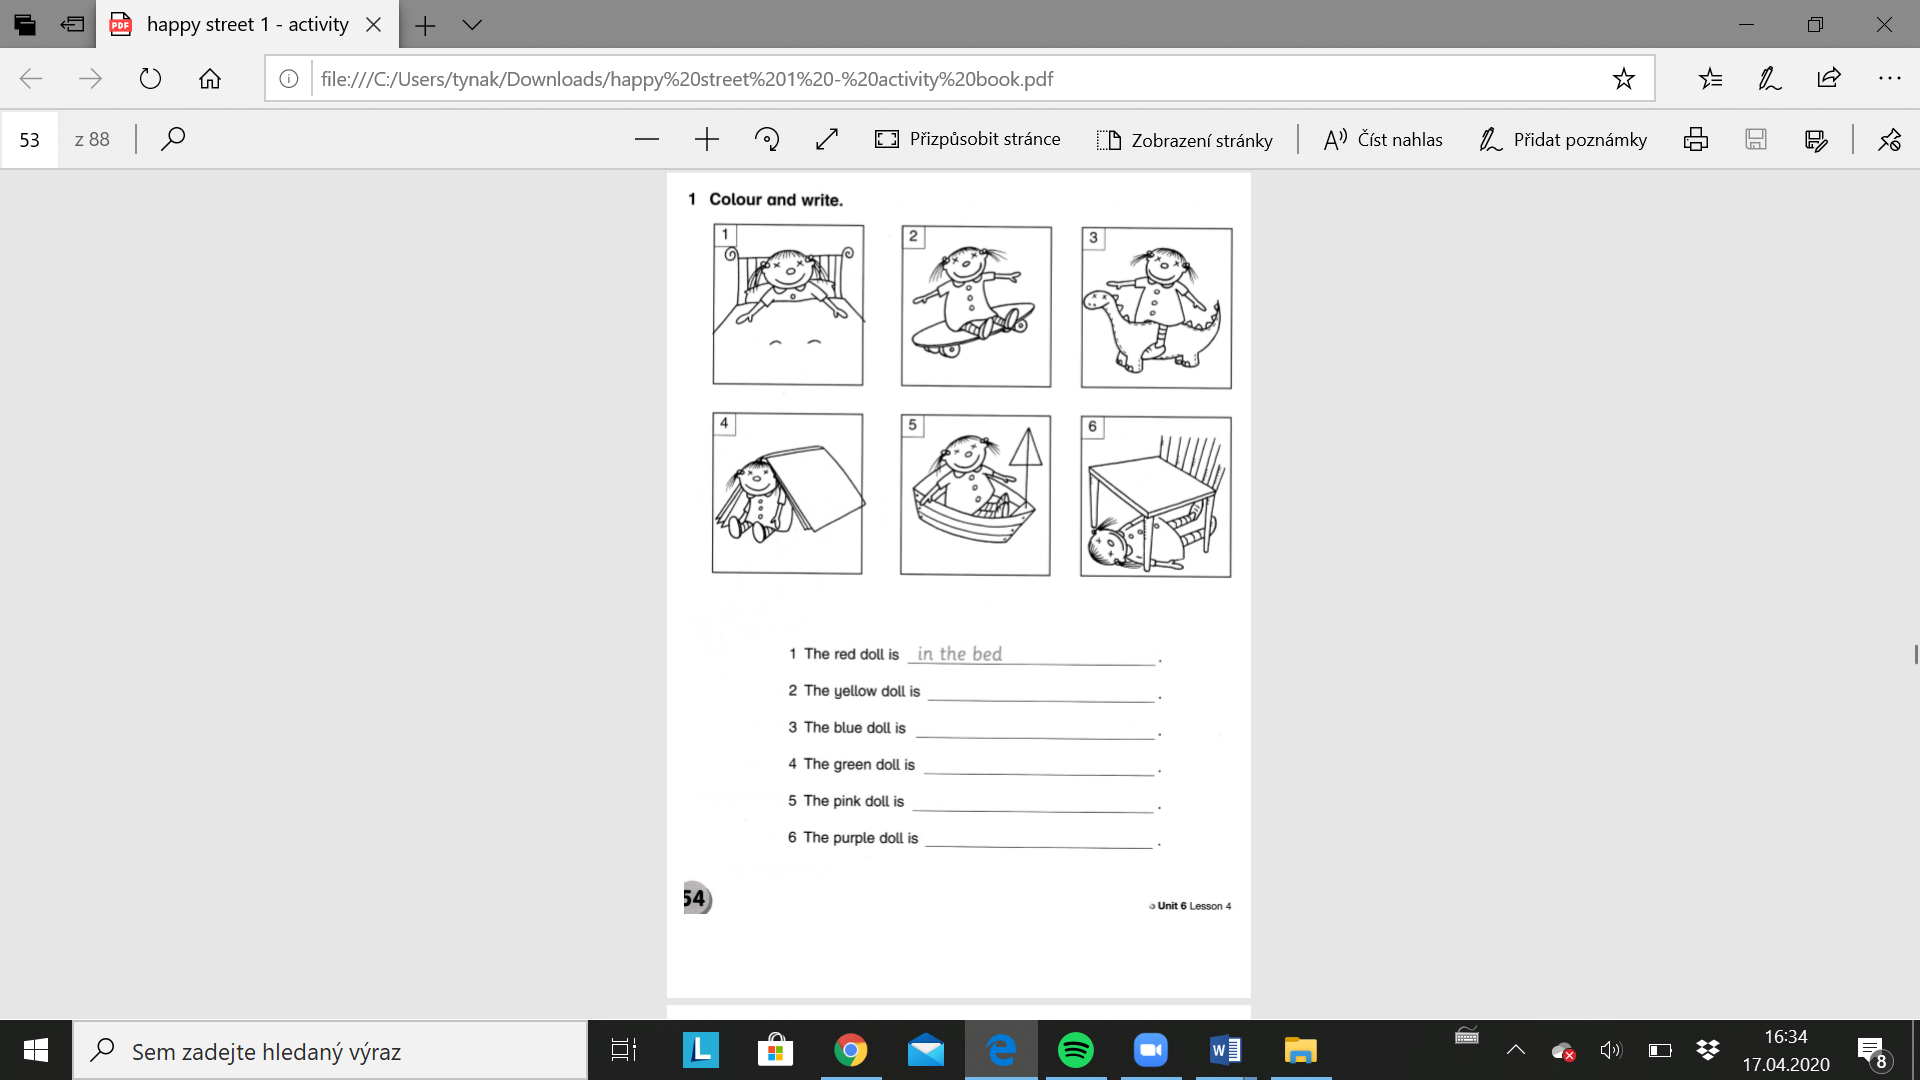 happy street 1 - activity
file:///C:/Users/tynak/Downloads/happy%20street%201%20-%20activity%20book.pdf
53 z 88
Přizpůsobit stránce
Zobrazení stránky
Číst nahlas
Přidat poznámky
1 Colour and write.
1
2
3
4
5
6
1 The red doll is in the bed.
2 The yellow doll is .
3 The blue doll is .
4 The green doll is .
5 The pink doll is .
6 The purple doll is .
54
Unit 6 Lesson 4
Sem zadejte hledaný výraz
16:34
17.04.2020
8